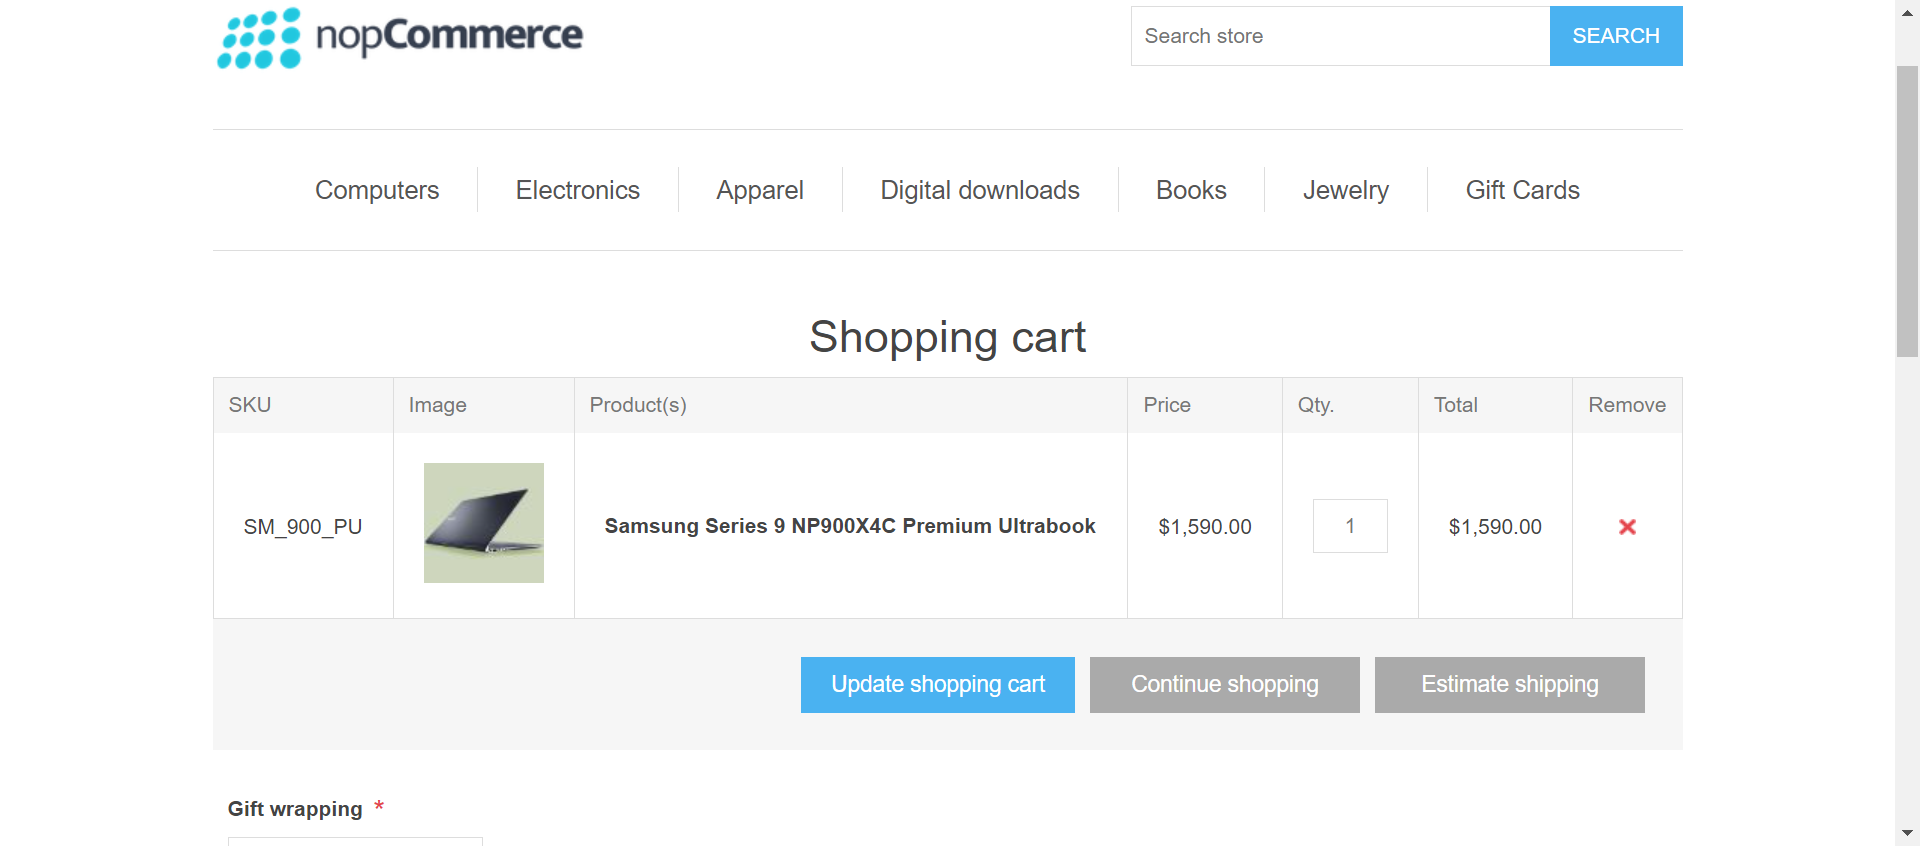 nopCommerce
Search store
SEARCH
Computers
Electronics
Apparel
Digital downloads
Books
Jewelry
Gift Cards
Shopping cart
SKU Image Product(s) Price Qty. Total Remove
SM_900_PU Samsung Series 9 NP900X4C Premium Ultrabook $1,590.00 1 $1,590.00
Update shopping cart
Continue shopping
Estimate shipping
Gift wrapping *